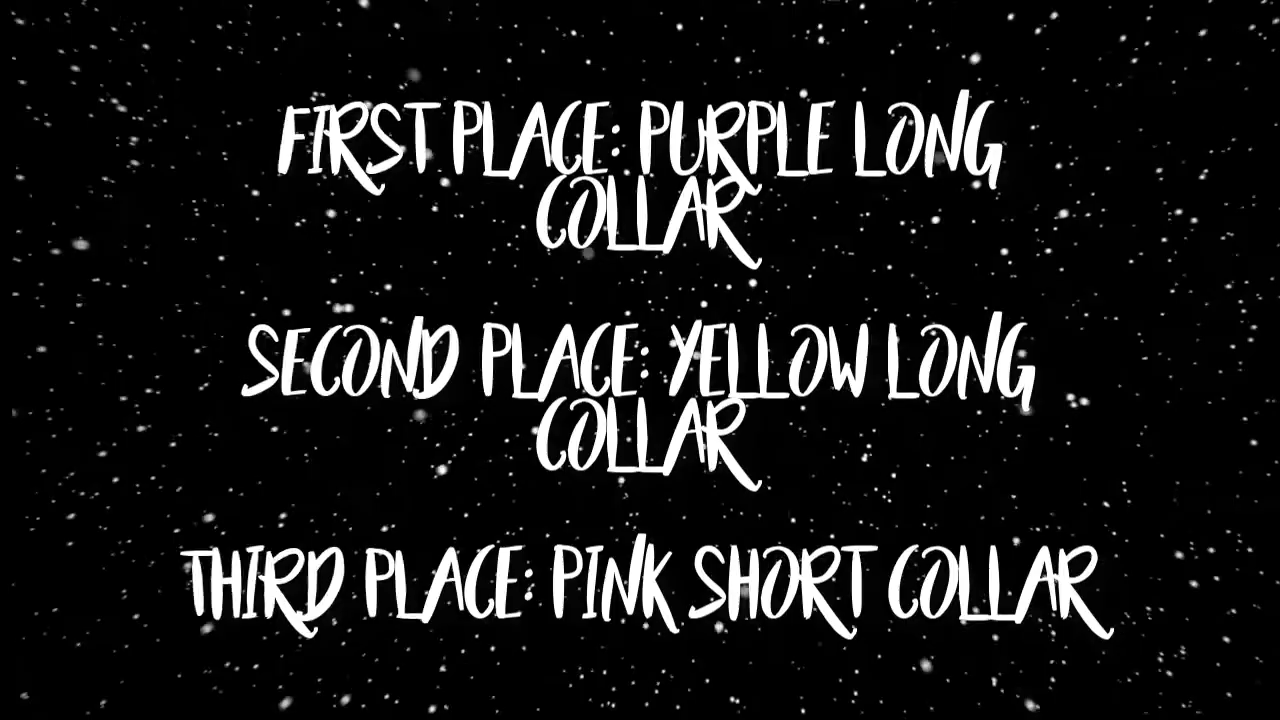 FIRST PLACE: PURPLE LONG
COLLAR
SECOND PLACE: YELLOW LONG
COLLAR
THIRD PLACE: PINK SHORT COLLAR